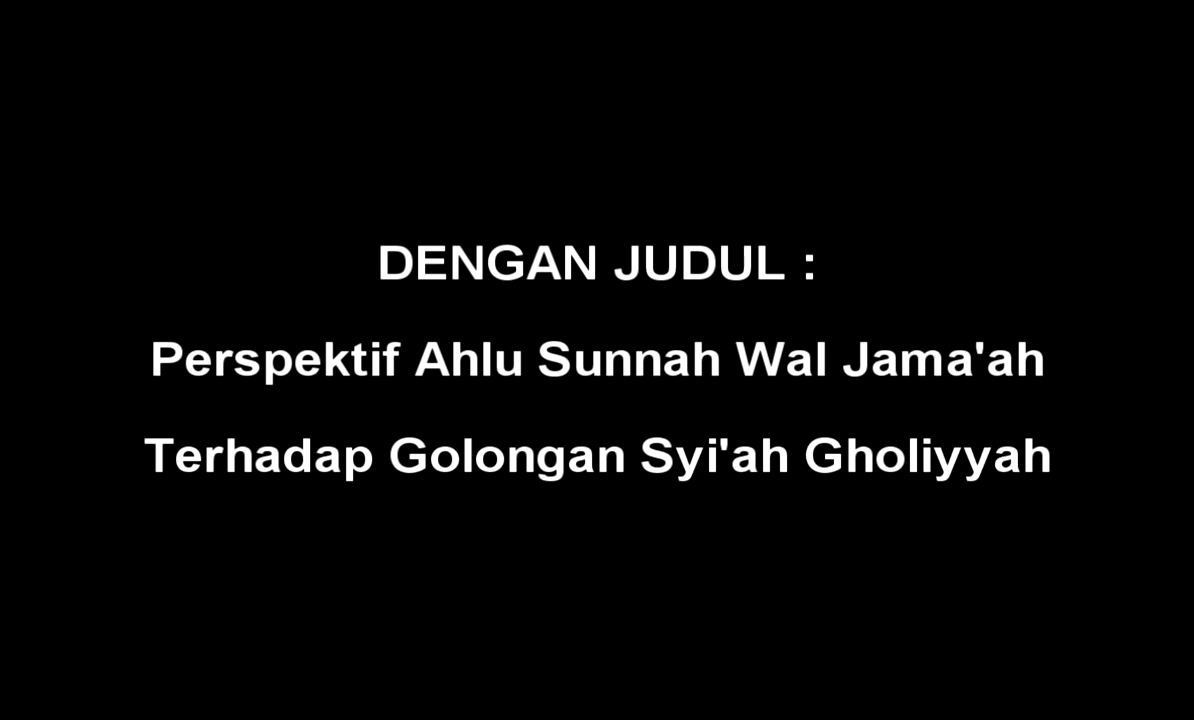 DENGAN JUDUL :
Perspektif Ahlu Sunnah Wal Jama'ah
Terhadap Golongan Syi'ah Gholiyyah